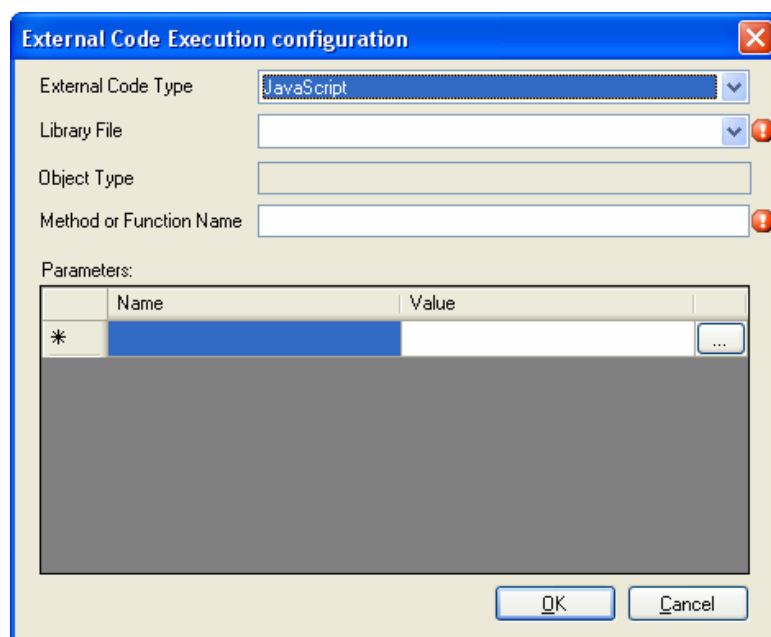 External Code Execution configuration
External Code Type JavaScript
Library File
Object Type
Method or Function Name
Parameters:
Name Value
* ...
OK Cancel